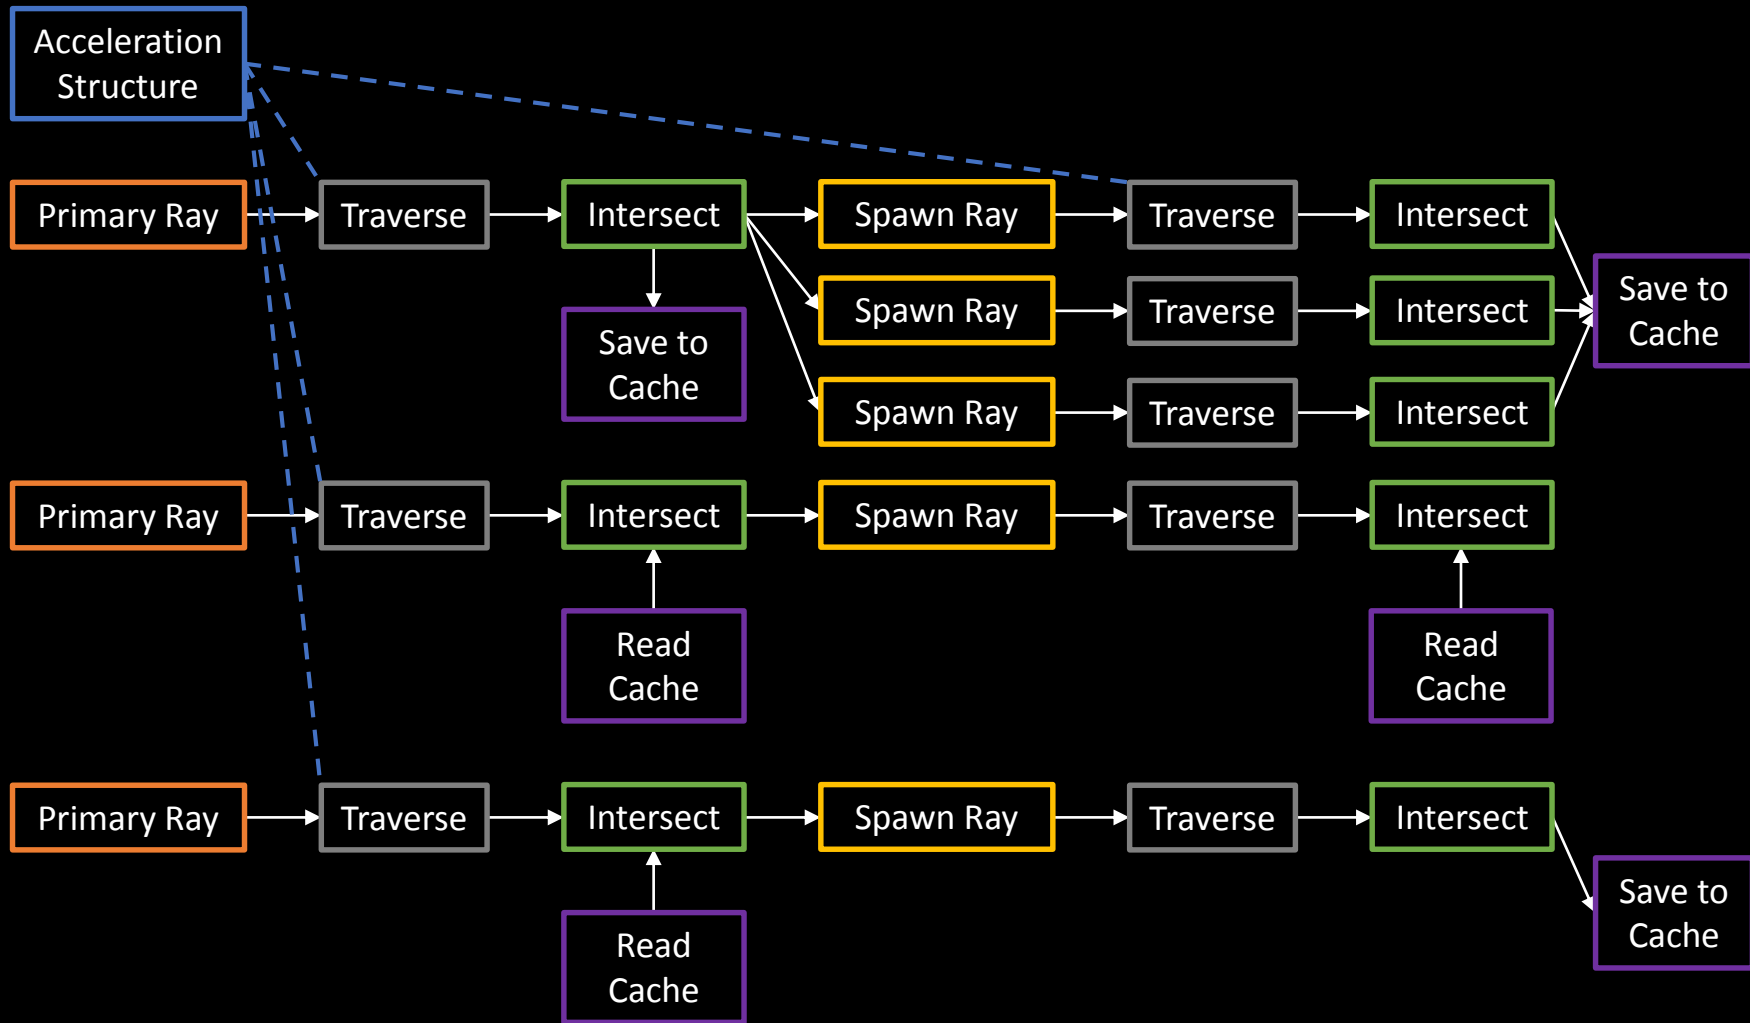 Acceleration
Structure
Primary Ray
Traverse
Intersect
Spawn Ray
Traverse
Intersect
Save to
Cache
Spawn Ray
Traverse
Intersect
Save to
Cache
Spawn Ray
Traverse
Intersect
Primary Ray
Traverse
Intersect
Spawn Ray
Traverse
Intersect
Read
Cache
Read
Cache
Primary Ray
Traverse
Intersect
Spawn Ray
Traverse
Intersect
Save to
Cache
Read
Cache